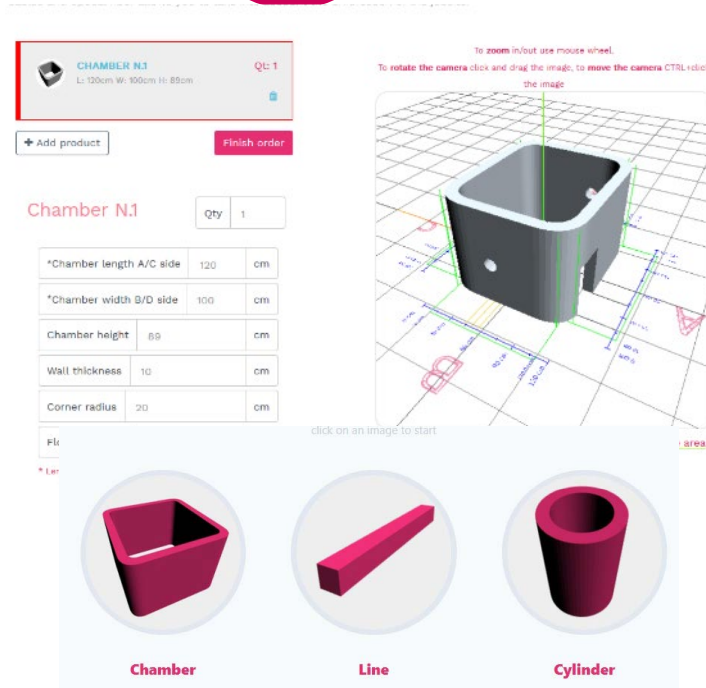 CHAMBER N.1
Qt: 1
L: 120cm W: 100cm H: 89cm
+ Add product
Finish order
To zoom in/out use mouse wheel.
To rotate the camera click and drag the image, to move the camera CTRL+clic
the image
Chamber N.1
Qty 1
*Chamber length A/C side 120 cm
*Chamber width B/D side 100 cm
Chamber height 89 cm
Wall thickness 10 cm
Corner radius 20 cm
A
B
click on an image to start
area
Chamber
Line
Cylinder